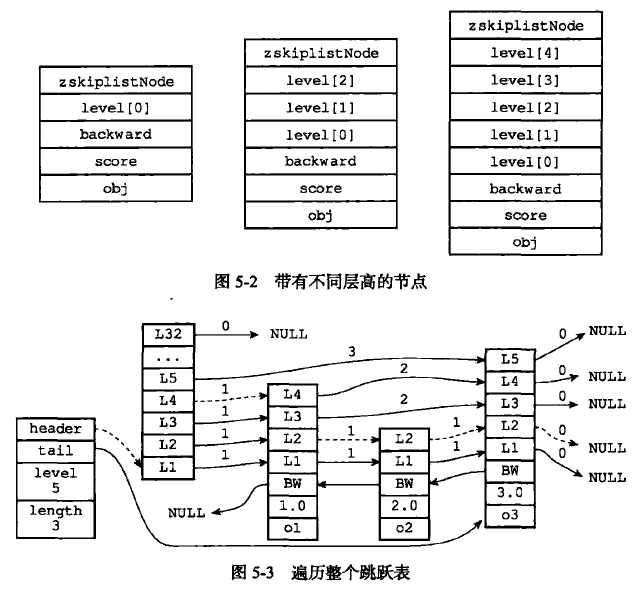 zskiplistNode
level[0]
backward
score
obj
zskiplistNode
level[2]
level[1]
level[0]
backward
score
obj
zskiplistNode
level[4]
level[3]
level[2]
level[1]
level[0]
backward
score
obj
图 5-2 带有不同层高的节点
header
tail
level
5
length
3
L32
...
L5
L4
L3
L2
L1
0
NULL
3
1
1
1
1
NULL
L4
L3
L2
L1
BW
1.0
o1
2
2
1
1
L2
L1
BW
2.0
o2
1
1
L5
L4
L3
L2
L1
BW
3.0
o3
0
NULL
0
NULL
0
NULL
0
NULL
0
NULL
图 5-3 遍历整个跳跃表